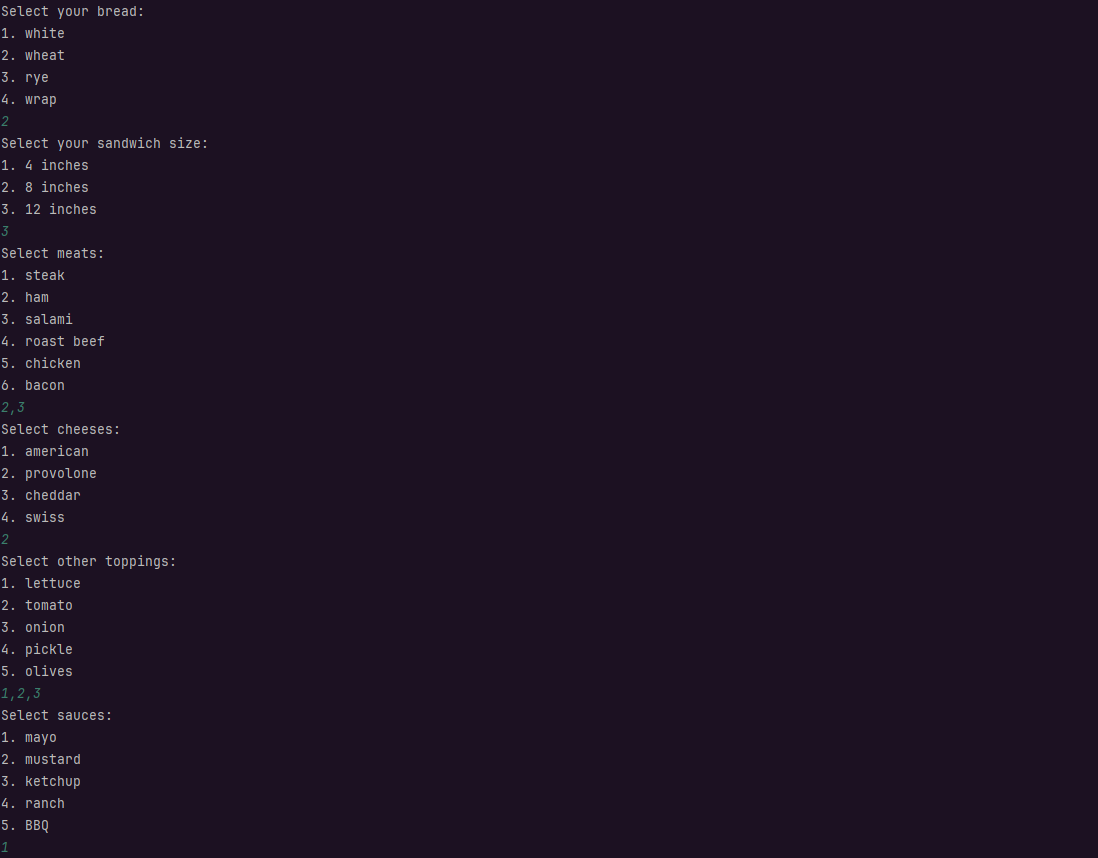 Select your bread:
1. white
2. wheat
3. rye
4. wrap
2
Select your sandwich size:
1. 4 inches
2. 8 inches
3. 12 inches
3
Select meats:
1. steak
2. ham
3. salami
4. roast beef
5. chicken
6. bacon
2,3
Select cheeses:
1. american
2. provolone
3. cheddar
4. swiss
2
Select other toppings:
1. lettuce
2. tomato
3. onion
4. pickle
5. olives
1,2,3
Select sauces:
1. mayo
2. mustard
3. ketchup
4. ranch
5. BBQ
1